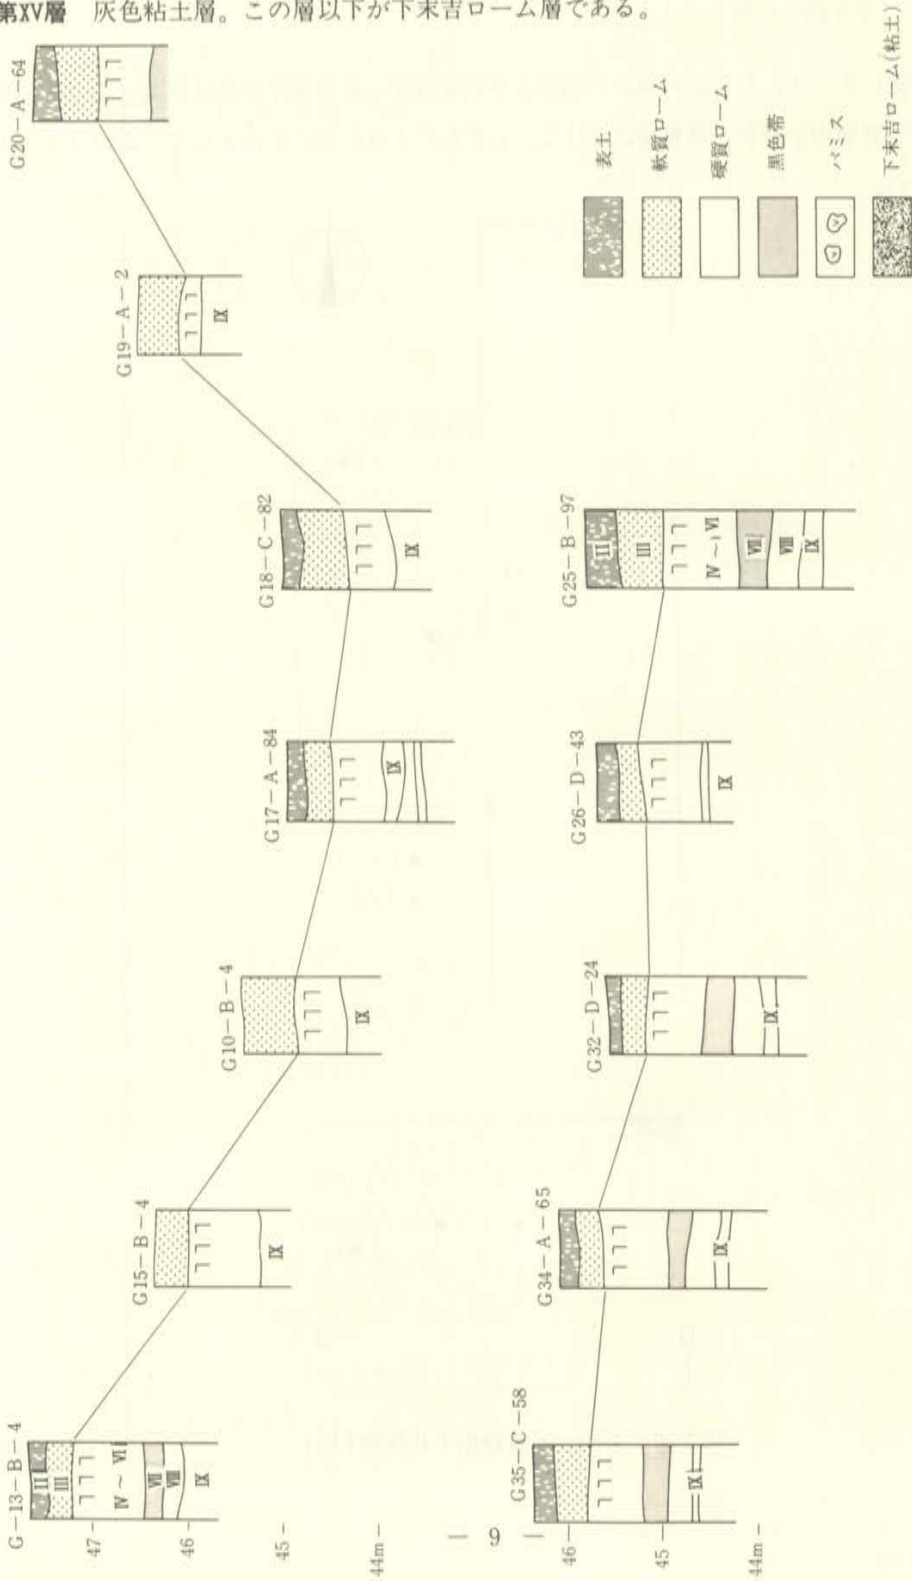 第XV層 灰色粘土層。この層以下が下末吉ローム層である。
G-13-B-4
II
III
IV ~ VI
VII
VIII
IX
47
46
45
44m
G15-B-4
IX
G10-B-4
IX
G17-A-84
IX
G18-C-82
IX
G19-A-2
IX
G20-A-64
G35-C-58
IX
46
45
44m
G34-A-65
IX
G32-D-24
IX
G26-D-43
IX
G25-B-97
II
III
IV ~ VI
VII
VIII
IX
表土
軟質ローム
硬質ローム
黒色帯
パミス
下末吉ローム(粘土)
— 6 —